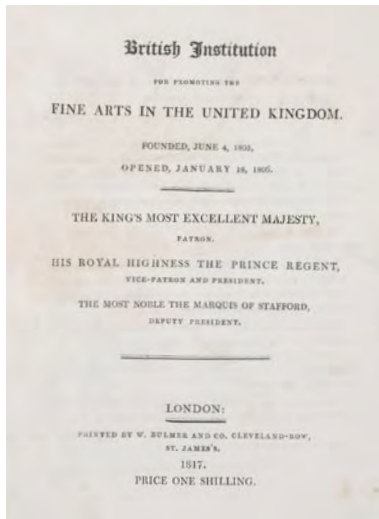 British Institution
FOR PROMOTING THE
FINE ARTS IN THE UNITED KINGDOM.
FOUNDED, JUNE 4, 1805,
OPENED, JANUARY 18, 1806.
THE KING'S MOST EXCELLENT MAJESTY,
PATRON.
HIS ROYAL HIGHNESS THE PRINCE REGENT,
VICE-PATRON AND PRESIDENT.
THE MOST NOBLE THE MARQUIS OF STAFFORD,
DEPUTY PRESIDENT.
LONDON:
PRINTED BY W. BULMER AND CO. CLEVELAND-ROW,
ST. JAMES'S.
1817.
PRICE ONE SHILLING.